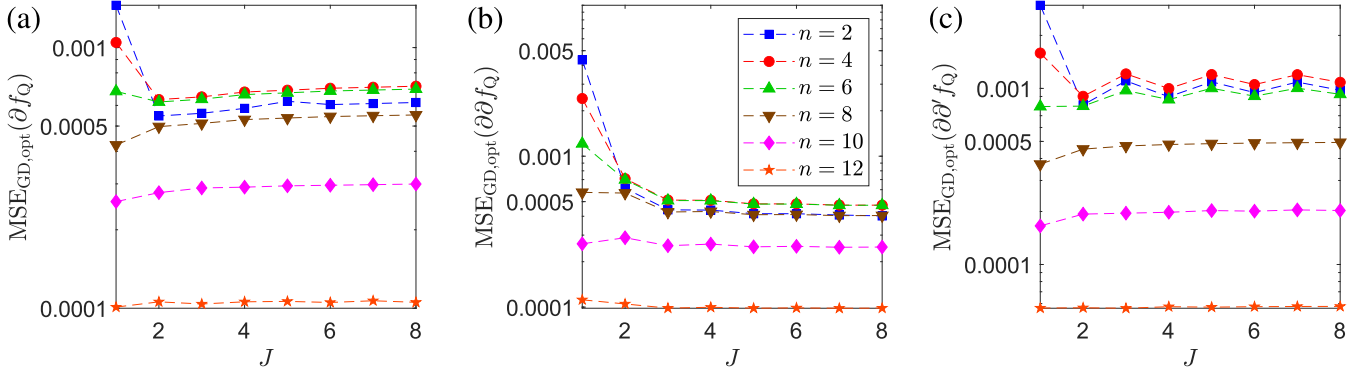 (a)
MSE_GD,opt(∂f_Q)
0.001
0.0005
0.0001
2 4 6 8
J
(b)
MSE_GD,opt(∂∂f_Q)
0.005
0.001
0.0005
0.0001
2 4 6 8
J
n = 2
n = 4
n = 6
n = 8
n = 10
n = 12
(c)
MSE_GD,opt(∂∂′f_Q)
0.001
0.0005
0.0001
2 4 6 8
J